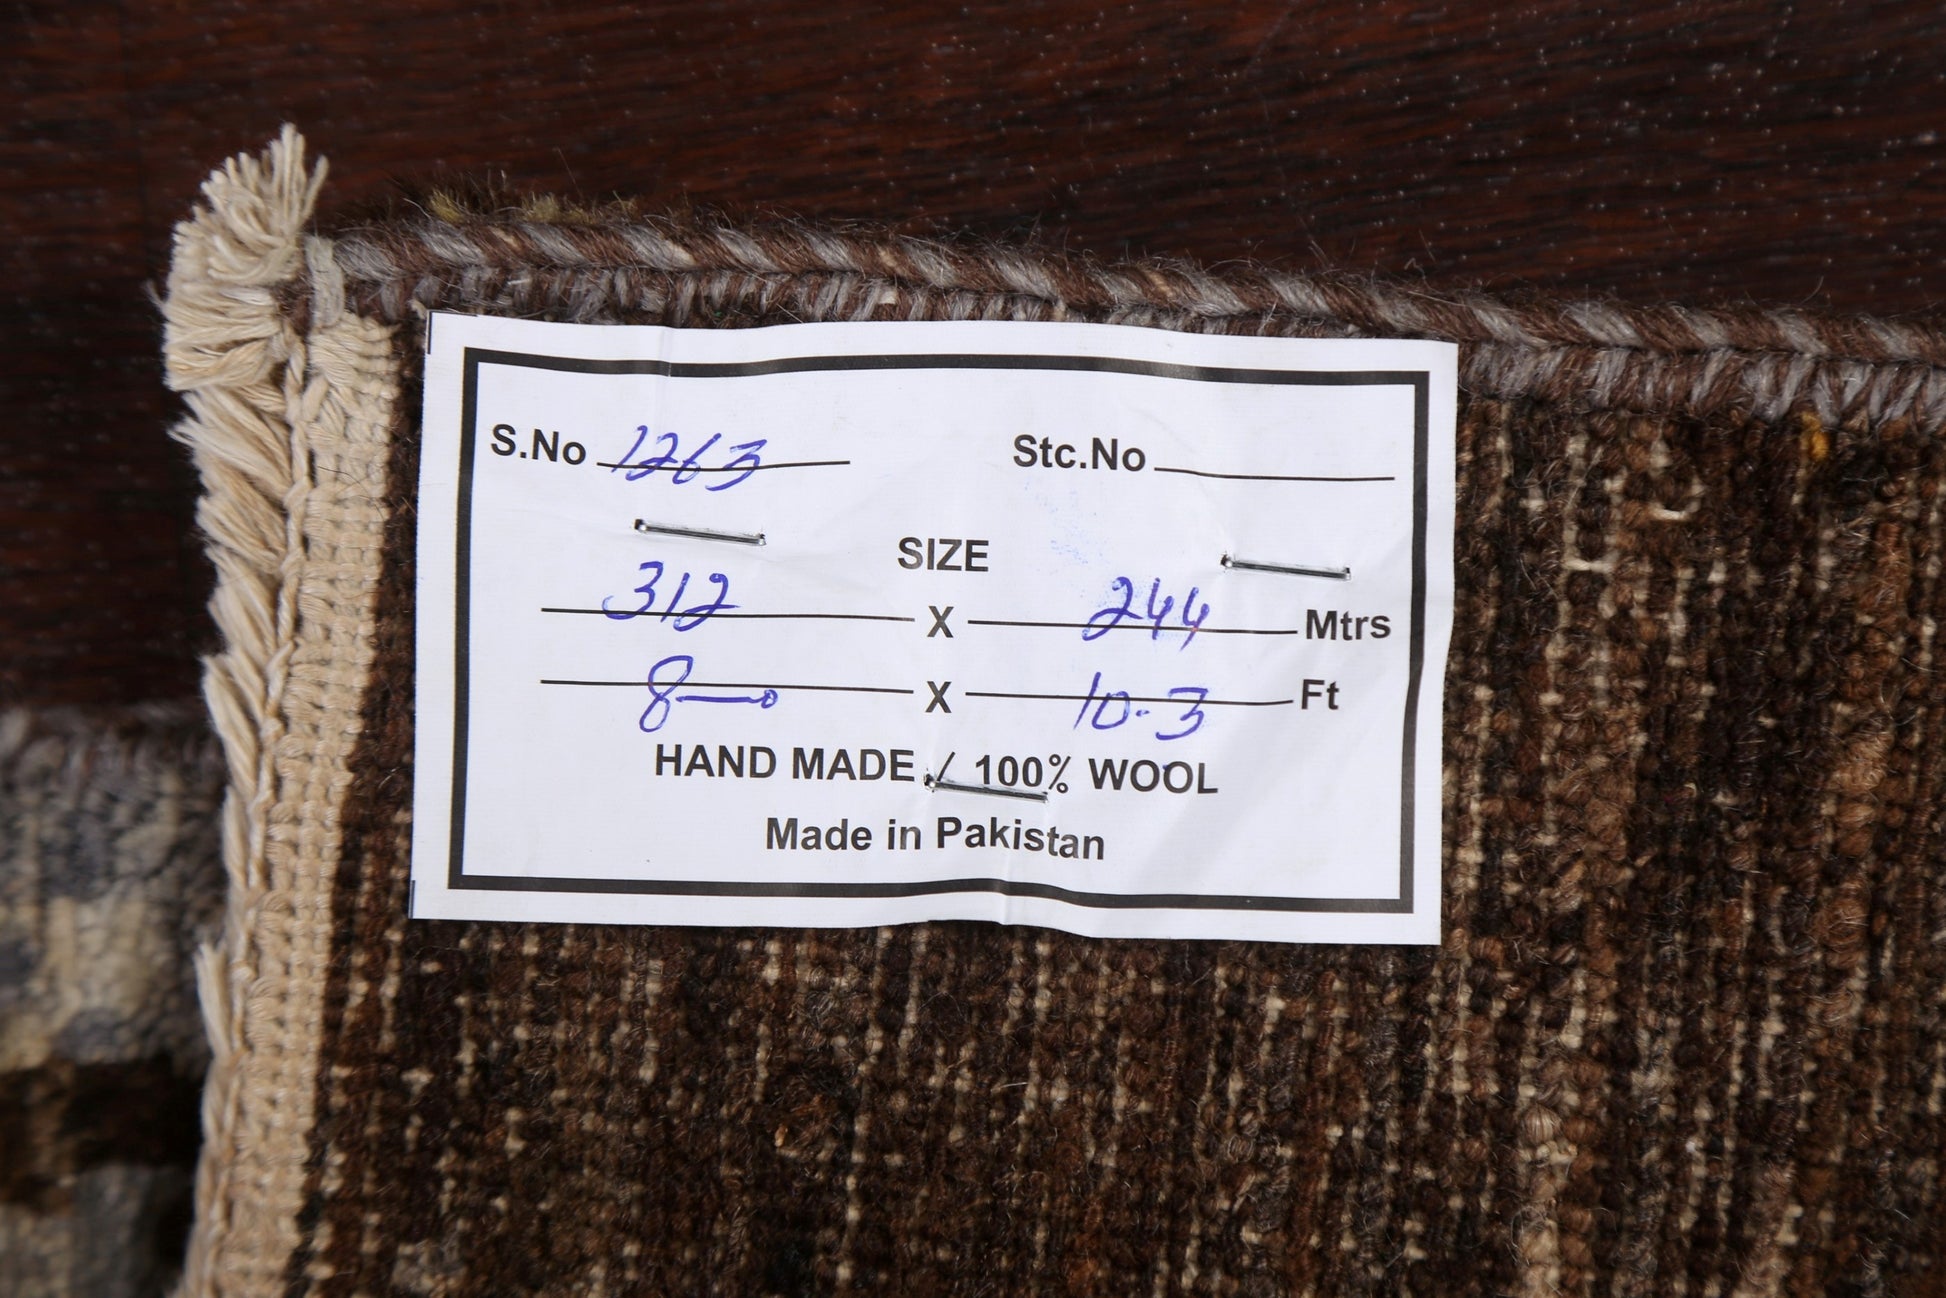 S.No 1263 Stc.No
SIZE
312 X 244 Mtrs
8—0 X 10-3 Ft
HAND MADE / 100% WOOL
Made in Pakistan